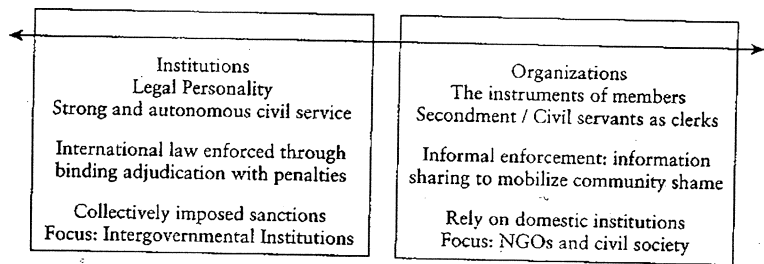 Institutions
Legal Personality
Strong and autonomous civil service
International law enforced through
binding adjudication with penalties
Collectively imposed sanctions
Focus: Intergovernmental Institutions
Organizations
The instruments of members
Secondment / Civil servants as clerks
Informal enforcement: information
sharing to mobilize community shame
Rely on domestic institutions
Focus: NGOs and civil society